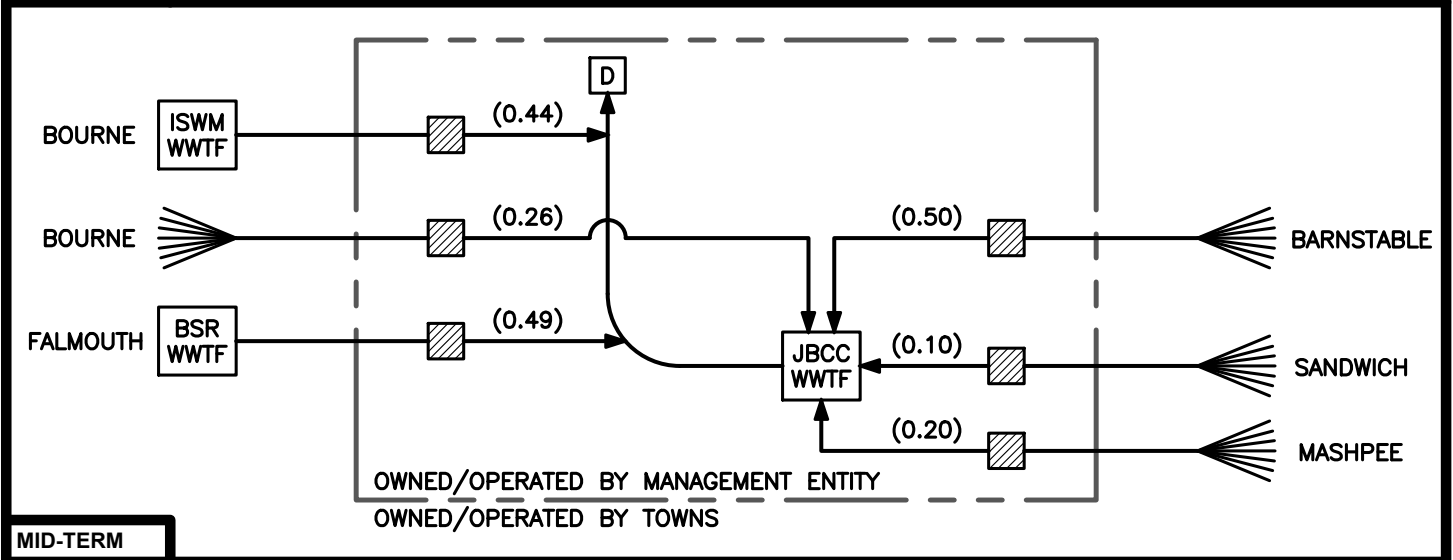 D
BOURNE
ISWM
WWTF
(0.44)
BOURNE
(0.26)
(0.50)
BARNSTABLE
FALMOUTH
BSR
WWTF
(0.49)
JBCC
WWTF
(0.10)
SANDWICH
(0.20)
MASHPEE
OWNED/OPERATED BY MANAGEMENT ENTITY
OWNED/OPERATED BY TOWNS
MID-TERM